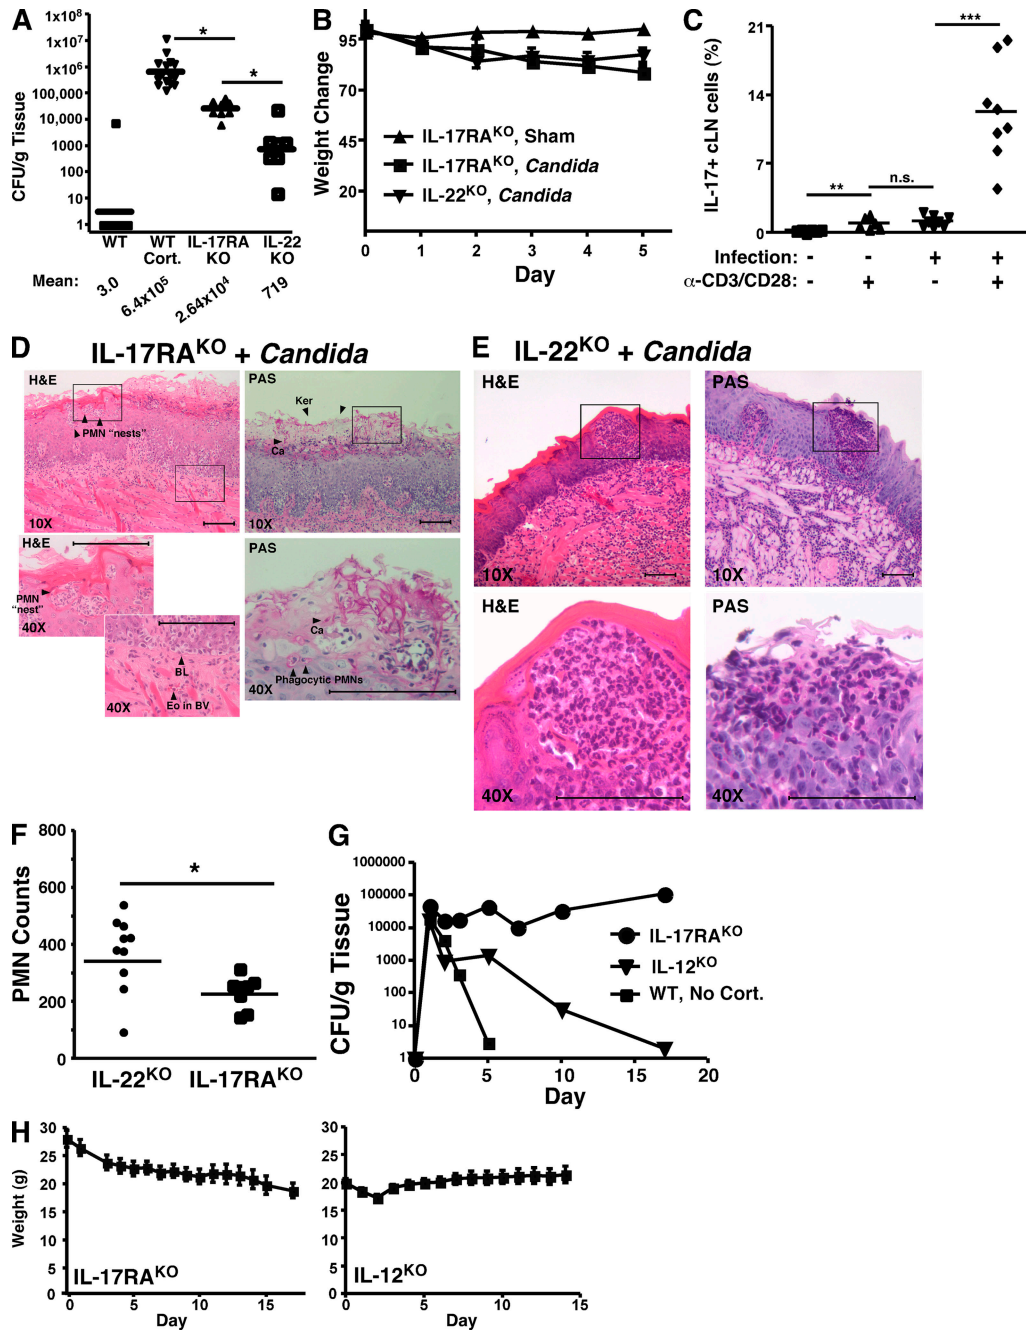 A
CFU/g Tissue
1x10⁸
1x10⁷
1x10⁶
100,000
10,000
1000
100
10
1
*
*
WT
WT Cort.
IL-17RA KO
IL-22 KO
Mean:
3.0
6.4x10⁵
2.64x10⁴
719
B
Weight Change
95
70
45
20
IL-17RAᴷᴼ, Sham
IL-17RAᴷᴼ, Candida
IL-22ᴷᴼ, Candida
0 1 2 3 4 5
Day
C
IL-17+ cLN cells (%)
21
14
7
0
**
n.s.
***
Infection: - - + +
α-CD3/CD28: - + - +
D IL-17RAᴷᴼ + Candida
H&E
PMN "nests"
10X
PAS
Ker
Ca
10X
H&E
PMN "nest"
40X
BL
Eo in BV
40X
PAS
Ca
Phagocytic PMNs
40X
E IL-22ᴷᴼ + Candida
H&E
10X
PAS
10X
H&E
40X
PAS
40X
F
PMN Counts
800
600
400
200
0
*
IL-22ᴷᴼ IL-17RAᴷᴼ
G
CFU/g Tissue
1000000
100000
10000
1000
100
10
1
IL-17RAᴷᴼ
IL-12ᴷᴼ
WT, No Cort.
0 5 10 15 20
Day
H
Weight (g)
30
25
20
15
10
5
0
IL-17RAᴷᴼ
0 5 10 15
Day
30
25
20
15
10
5
0
IL-12ᴷᴼ
0 5 10 15
Day